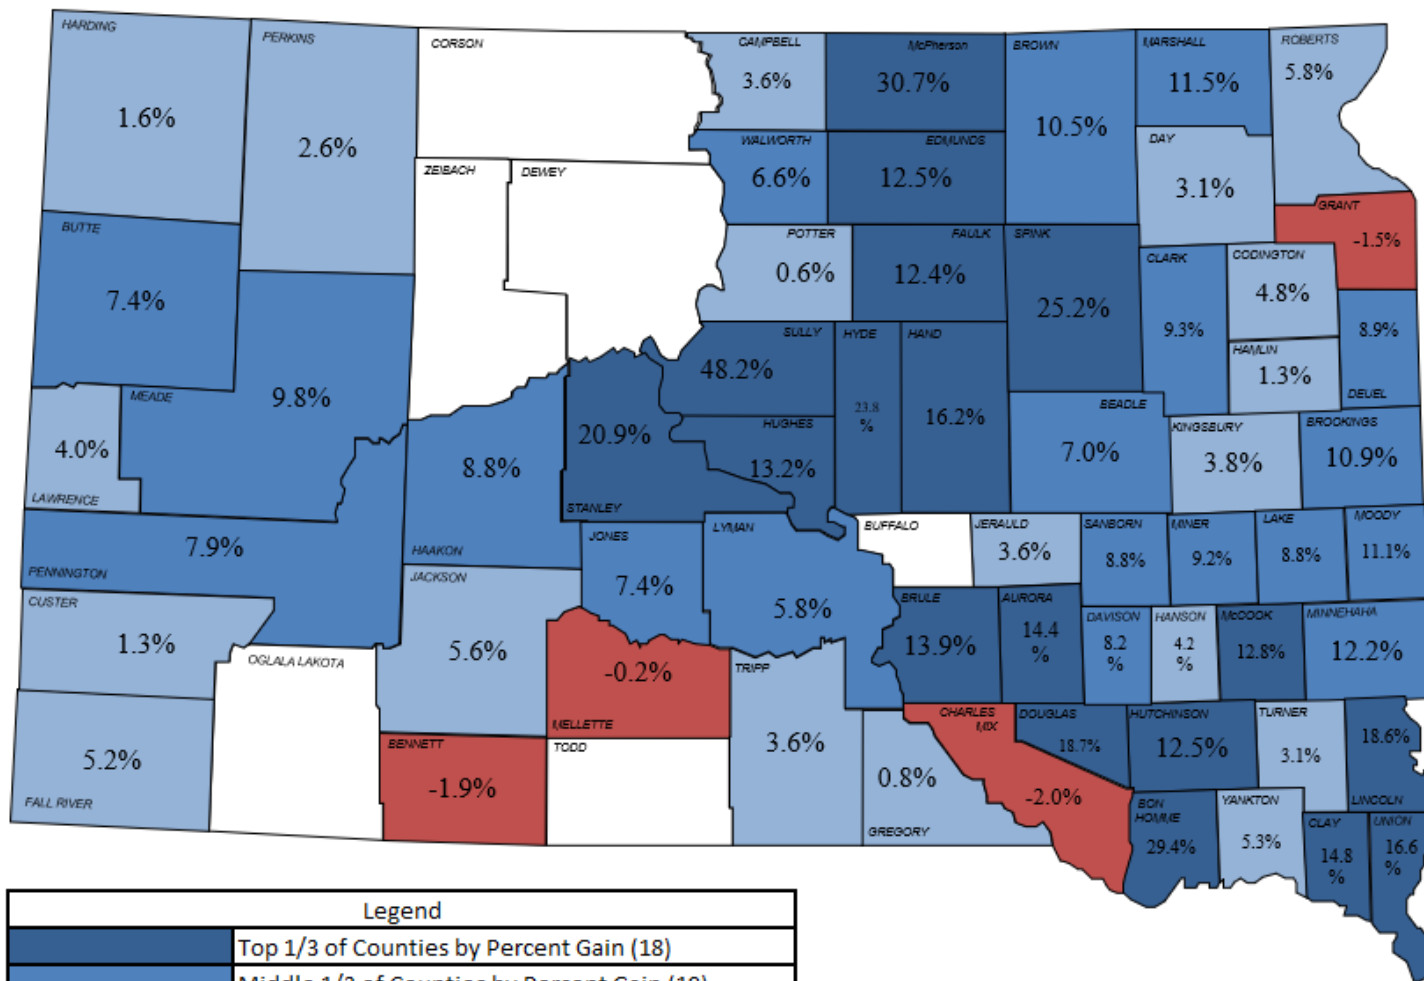 HARDING
1.6%
PERKINS
2.6%
CORSON
CAMPBELL
3.6%
McPherson
30.7%
BROWN
10.5%
MARSHALL
11.5%
ROBERTS
5.8%
ZEIBACH
DEWEY
WALWORTH
6.6%
EDMUNDS
12.5%
DAY
3.1%
GRANT
-1.5%
BUTTE
7.4%
POTTER
0.6%
FAULK
12.4%
SPINK
25.2%
CLARK
9.3%
CODINGTON
4.8%
HAMLIN
1.3%
8.9%
DEUEL
MEADE
9.8%
4.0%
LAWRENCE
SULLY
48.2%
HYDE
23.8
%
HAND
16.2%
BEADLE
7.0%
KINGSBURY
3.8%
BROOKINGS
10.9%
8.8%
HAAKON
20.9%
STANLEY
HUGHES
13.2%
7.9%
PENNINGTON
JONES
7.4%
LYMAN
5.8%
BUFFALO
JERAULD
3.6%
SANBORN
8.8%
MINER
9.2%
LAKE
8.8%
MOODY
11.1%
CUSTER
1.3%
OGLALA LAKOTA
JACKSON
5.6%
-0.2%
MELLETTE
BRULE
13.9%
AURORA
14.4
%
DAVISON
8.2
%
HANSON
4.2
%
McCOOK
12.8%
MINNEHAHA
12.2%
5.2%
FALL RIVER
BENNETT
-1.9%
TODD
TRIPP
3.6%
0.8%
GREGORY
CHARLES
MIX
-2.0%
DOUGLAS
18.7%
HUTCHINSON
12.5%
TURNER
3.1%
18.6%
LINCOLN
BON
HOMME
29.4%
YANKTON
5.3%
CLAY
14.8
%
UNION
16.6
%
Legend
Top 1/3 of Counties by Percent Gain (18)